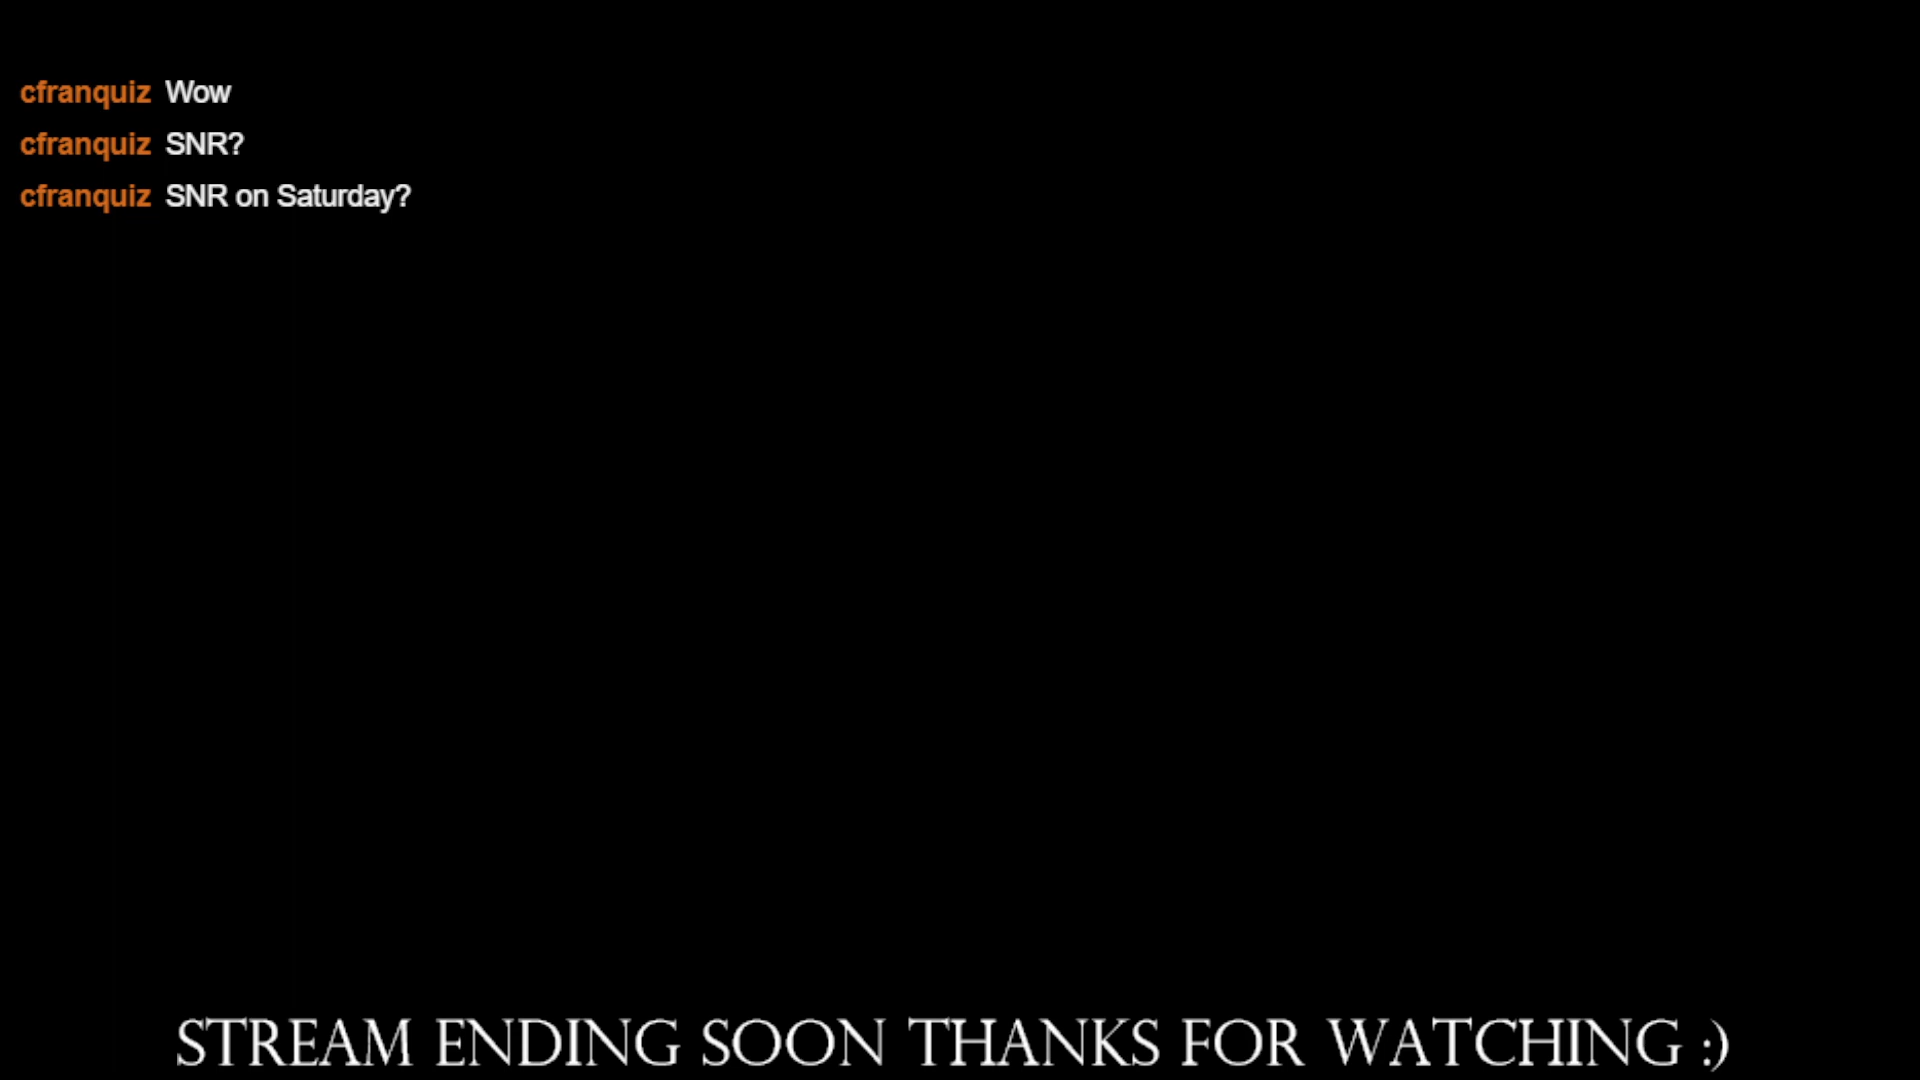 cfranquiz Wow
cfranquiz SNR?
cfranquiz SNR on Saturday?
STREAM ENDING SOON THANKS FOR WATCHING :)